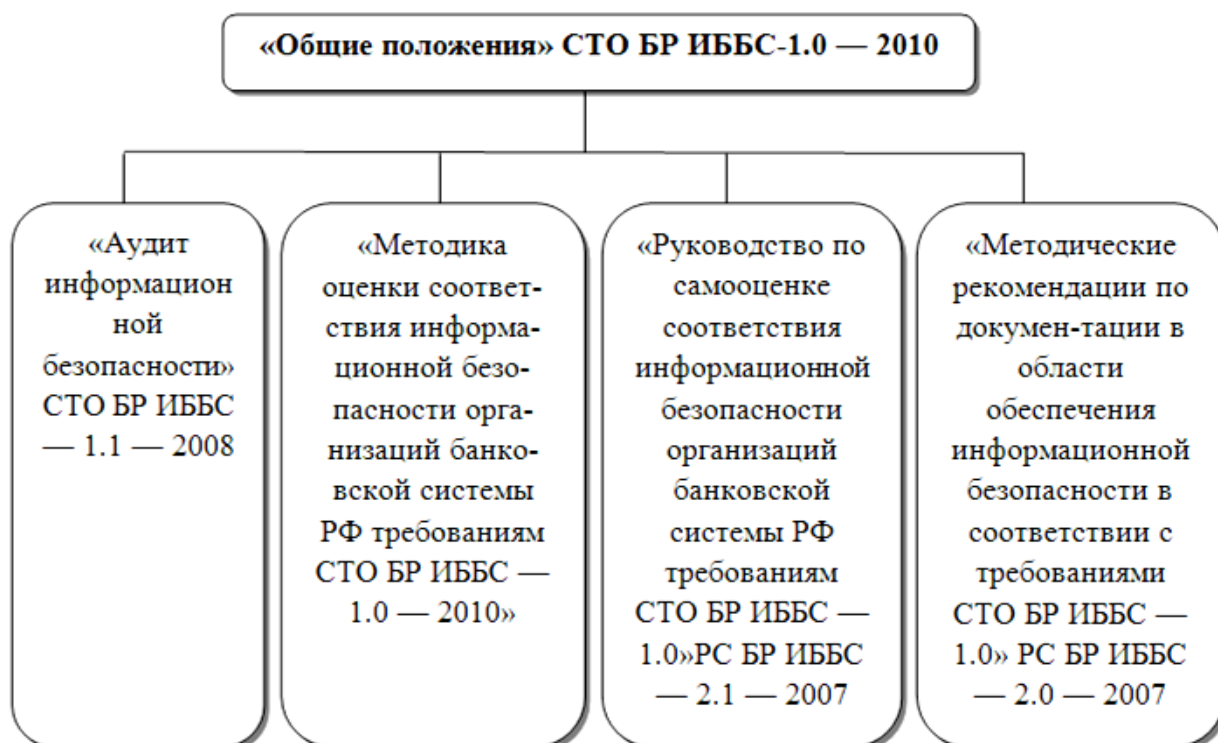 «Общие положения» СТО БР ИББС-1.0 — 2010
«Аудит
информацион
ной
безопасности»
СТО БР ИББС
— 1.1 — 2008
«Методика
оценки соответ-
ствия информа-
ционной безо-
пасности орга-
низаций банко-
вской системы
РФ требованиям
СТО БР ИББС —
1.0 — 2010»
«Руководство по
самооценке
соответствия
информационной
безопасности
организаций
банковской
системы РФ
требованиям
СТО БР ИББС —
1.0»РС БР ИББС
— 2.1 — 2007
«Методические
рекомендации по
докумен-тации в
области
обеспечения
информационной
безопасности в
соответствии с
требованиями
СТО БР ИББС —
1.0» РС БР ИББС
— 2.0 — 2007